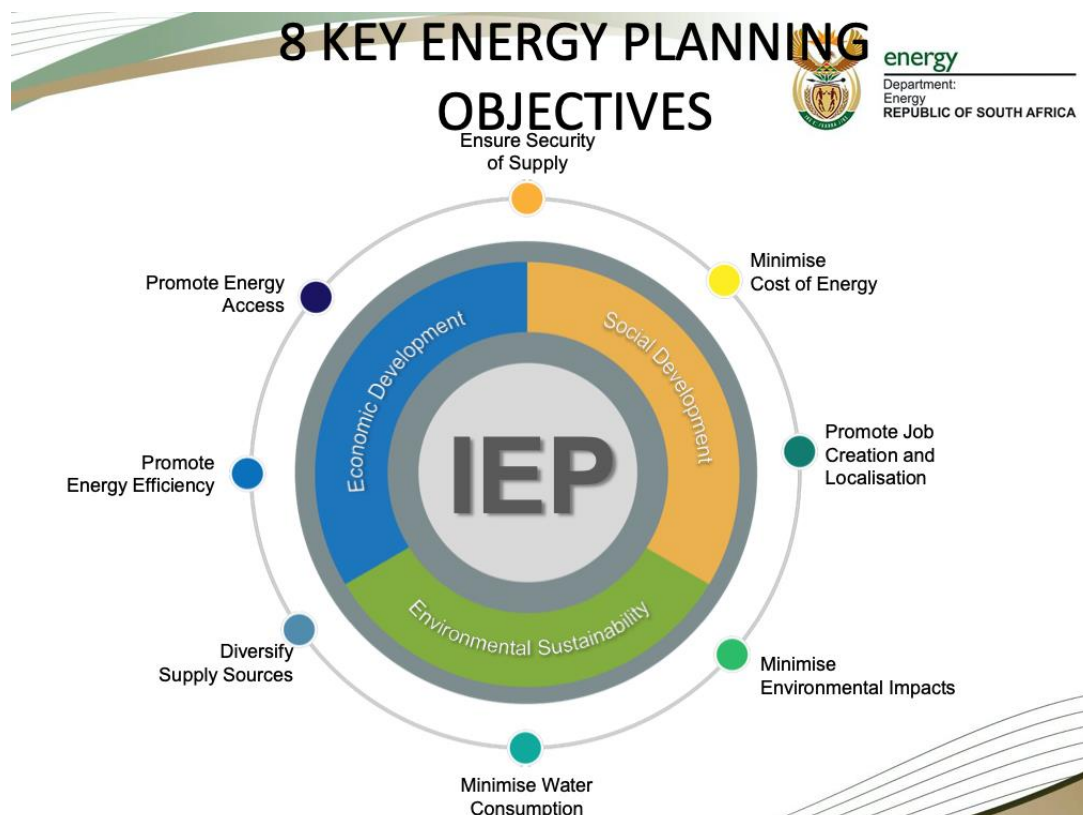 8 KEY ENERGY PLANNING
OBJECTIVES
energy
Department:
Energy
REPUBLIC OF SOUTH AFRICA
Ensure Security
of Supply
Minimise
Cost of Energy
Promote Job
Creation and
Localisation
Minimise
Environmental Impacts
Minimise Water
Consumption
Diversify
Supply Sources
Promote
Energy Efficiency
Promote Energy
Access
Economic Development
Social Development
Environmental Sustainability
IEP